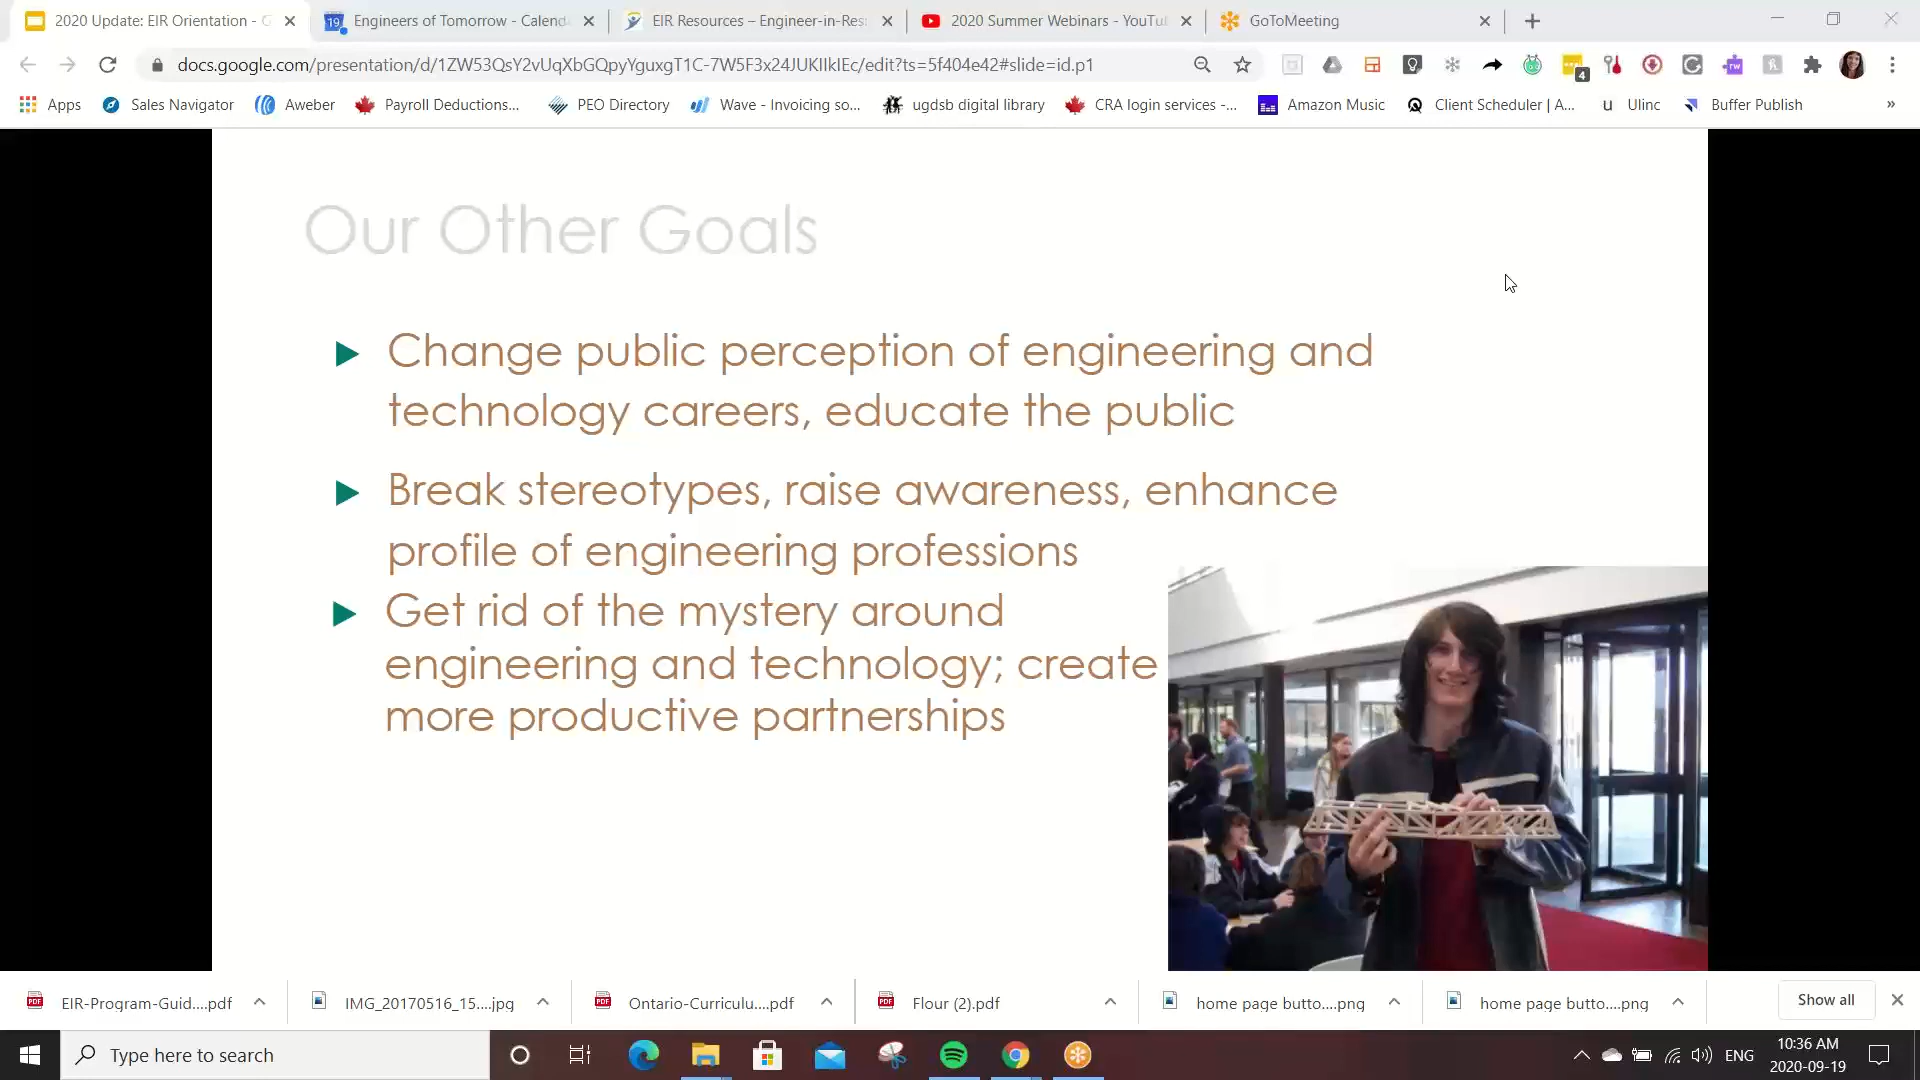 2020 Update: EIR Orientation - G
Engineers of Tomorrow - Calend
EIR Resources – Engineer-in-Res
2020 Summer Webinars - YouTu
GoToMeeting
docs.google.com/presentation/d/1ZW53QsY2vUqXbGQpyYguxgT1C-7W5F3x24JUKIIklEc/edit?ts=5f404e42#slide=id.p1
4
Apps
Sales Navigator
Aweber
Payroll Deductions...
PEO Directory
Wave - Invoicing so...
ugdsb digital library
CRA login services -...
Amazon Music
Client Scheduler | A...
Ulinc
Buffer Publish
»
Our Other Goals
Change public perception of engineering and
technology careers, educate the public
Break stereotypes, raise awareness, enhance
profile of engineering professions
Get rid of the mystery around
engineering and technology; create
more productive partnerships
EIR-Program-Guid....pdf
IMG_20170516_15....jpg
Ontario-Curriculu....pdf
Flour (2).pdf
home page butto....png
home page butto....png
Show all
Type here to search
ENG
10:36 AM
2020-09-19